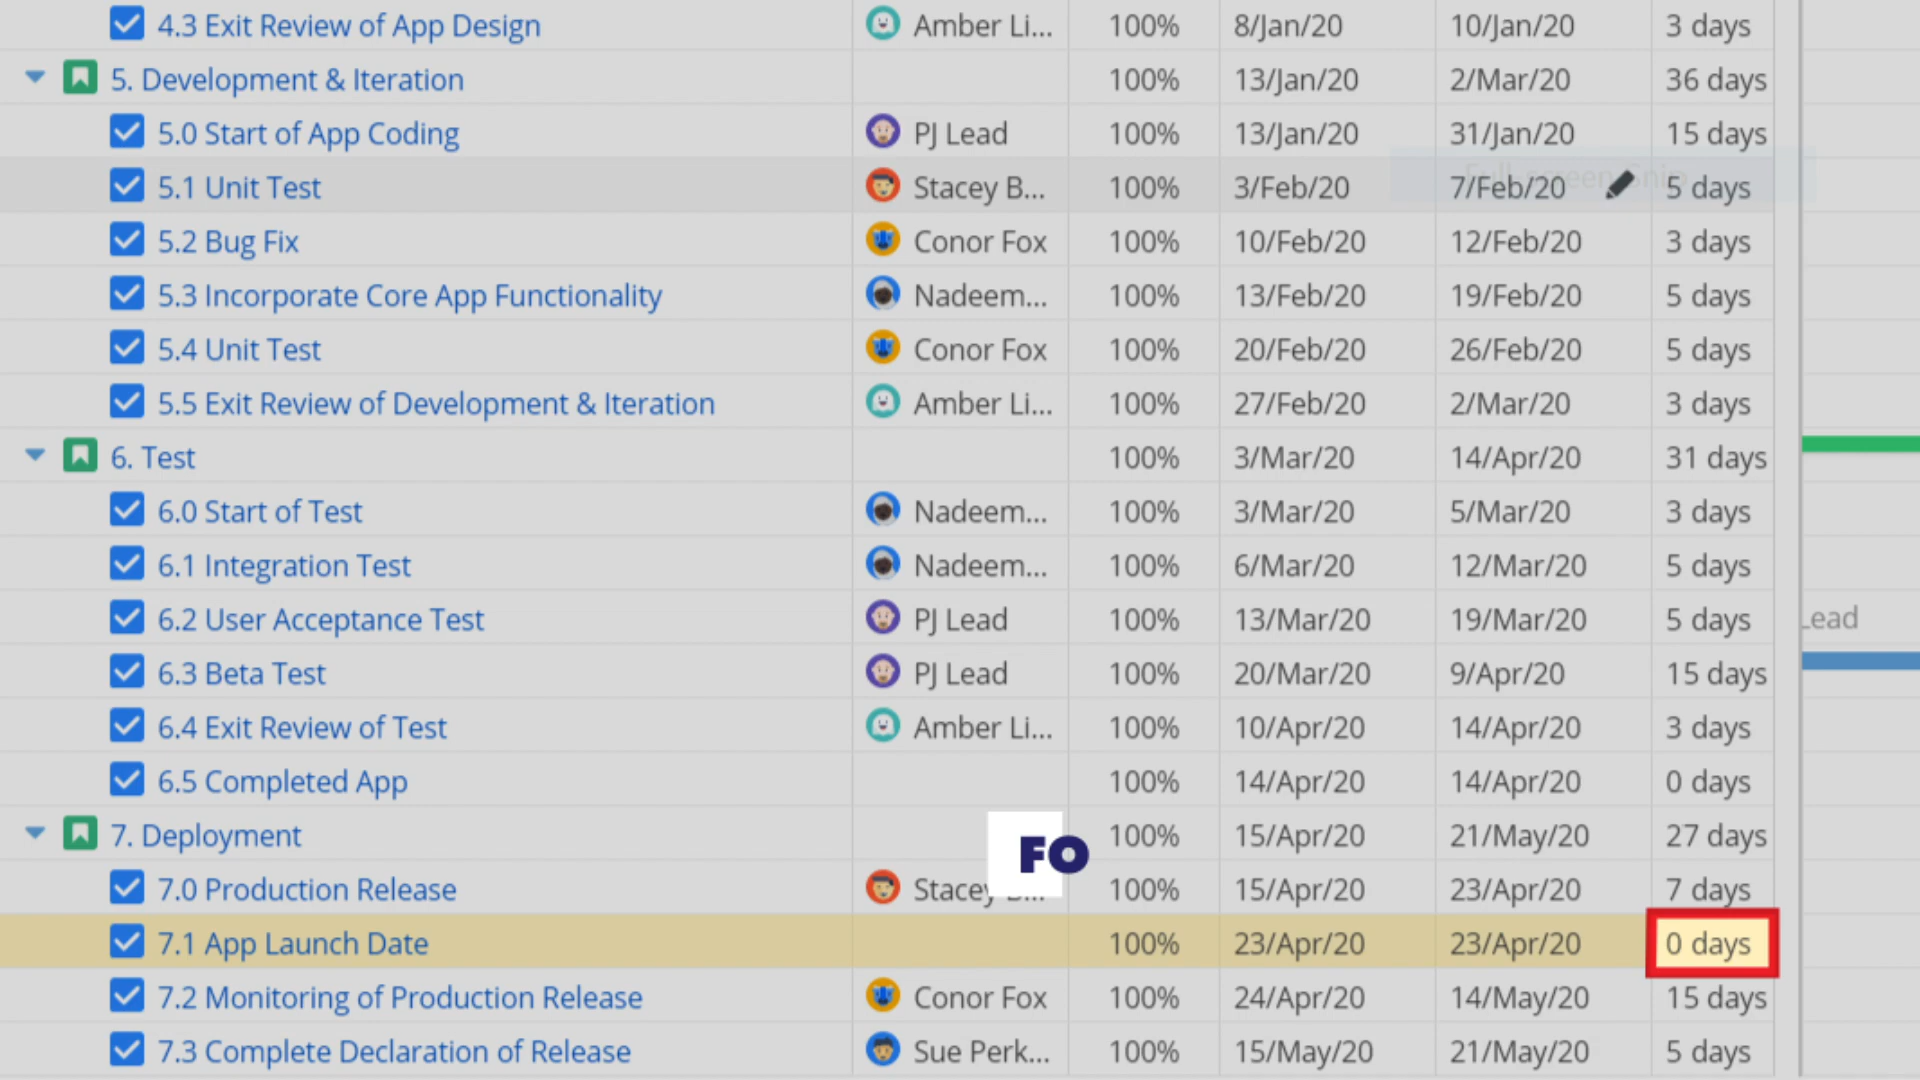 4.3 Exit Review of App Design Amber Li... 100% 8/Jan/20 10/Jan/20 3 days
5. Development & Iteration 100% 13/Jan/20 2/Mar/20 36 days
5.0 Start of App Coding PJ Lead 100% 13/Jan/20 31/Jan/20 15 days
5.1 Unit Test Stacey B... 100% 3/Feb/20 7/Feb/20 5 days
5.2 Bug Fix Conor Fox 100% 10/Feb/20 12/Feb/20 3 days
5.3 Incorporate Core App Functionality Nadeem... 100% 13/Feb/20 19/Feb/20 5 days
5.4 Unit Test Conor Fox 100% 20/Feb/20 26/Feb/20 5 days
5.5 Exit Review of Development & Iteration Amber Li... 100% 27/Feb/20 2/Mar/20 3 days
6. Test 100% 3/Mar/20 14/Apr/20 31 days
6.0 Start of Test Nadeem... 100% 3/Mar/20 5/Mar/20 3 days
6.1 Integration Test Nadeem... 100% 6/Mar/20 12/Mar/20 5 days
6.2 User Acceptance Test PJ Lead 100% 13/Mar/20 19/Mar/20 5 days Lead
6.3 Beta Test PJ Lead 100% 20/Mar/20 9/Apr/20 15 days
6.4 Exit Review of Test Amber Li... 100% 10/Apr/20 14/Apr/20 3 days
6.5 Completed App 100% 14/Apr/20 14/Apr/20 0 days
7. Deployment 100% 15/Apr/20 21/May/20 27 days
FO
7.0 Production Release Stacey B... 100% 15/Apr/20 23/Apr/20 7 days
7.1 App Launch Date 100% 23/Apr/20 23/Apr/20 0 days
7.2 Monitoring of Production Release Conor Fox 100% 24/Apr/20 14/May/20 15 days
7.3 Complete Declaration of Release Sue Perk... 100% 15/May/20 21/May/20 5 days